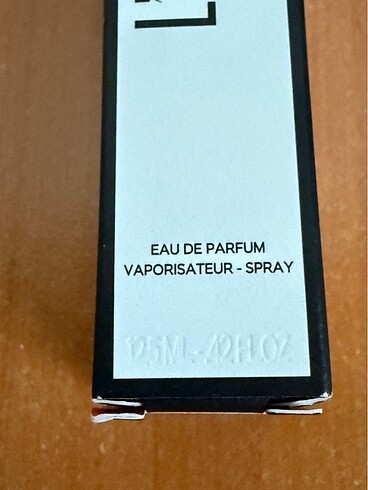 EAU DE PARFUM
VAPORISATEUR - SPRAY
125ML-4.2FL.OZ